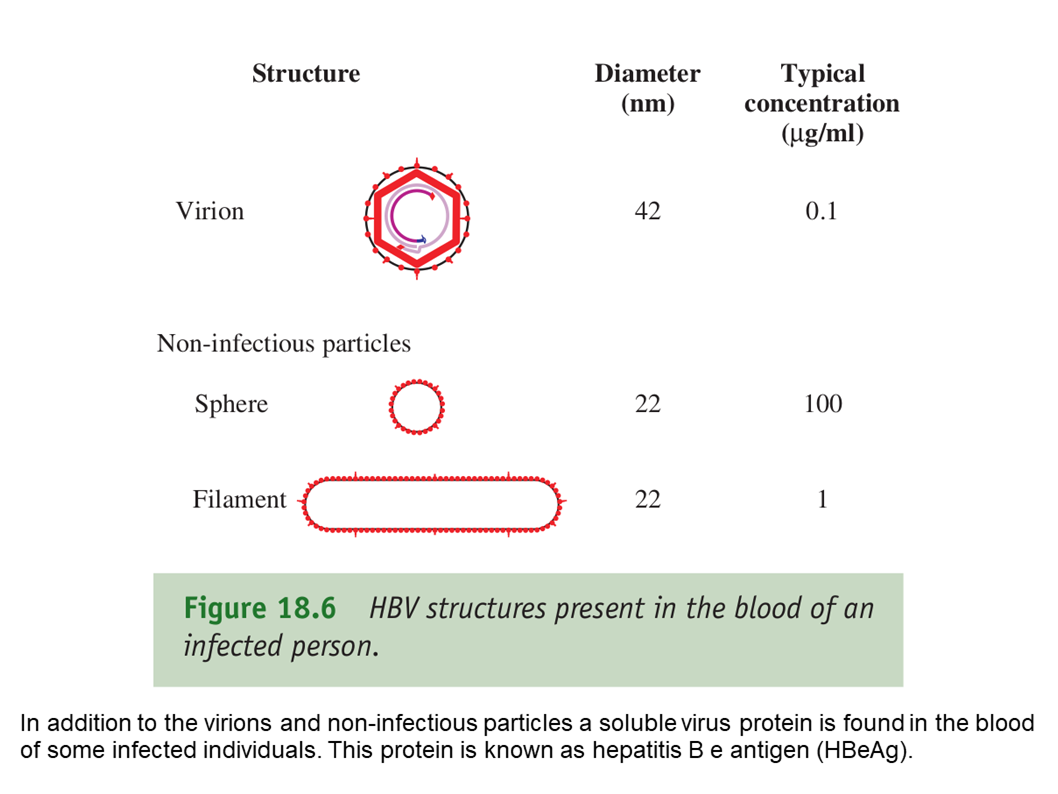 Structure Diameter (nm) Typical concentration (μg/ml)
Virion 42 0.1
Non-infectious particles
Sphere 22 100
Filament 22 1
Figure 18.6 HBV structures present in the blood of an
infected person.
In addition to the virions and non-infectious particles a soluble virus protein is found in the blood
of some infected individuals. This protein is known as hepatitis B e antigen (HBeAg).